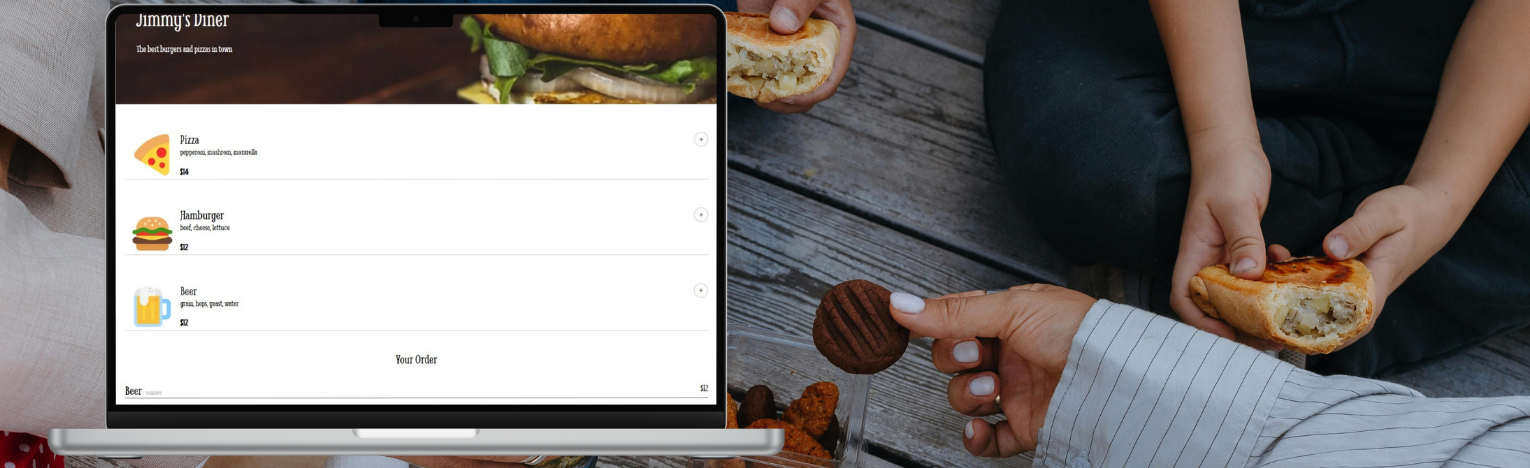 Jimmy's Diner
The best burgers and pizzas in town
Pizza
pepperoni, mushrom, mozarella
$14
+
Hamburger
beef, cheese, lettuce
$12
+
Beer
grain, hops, yeast, water
$12
+
Your Order
Beer remove
$12